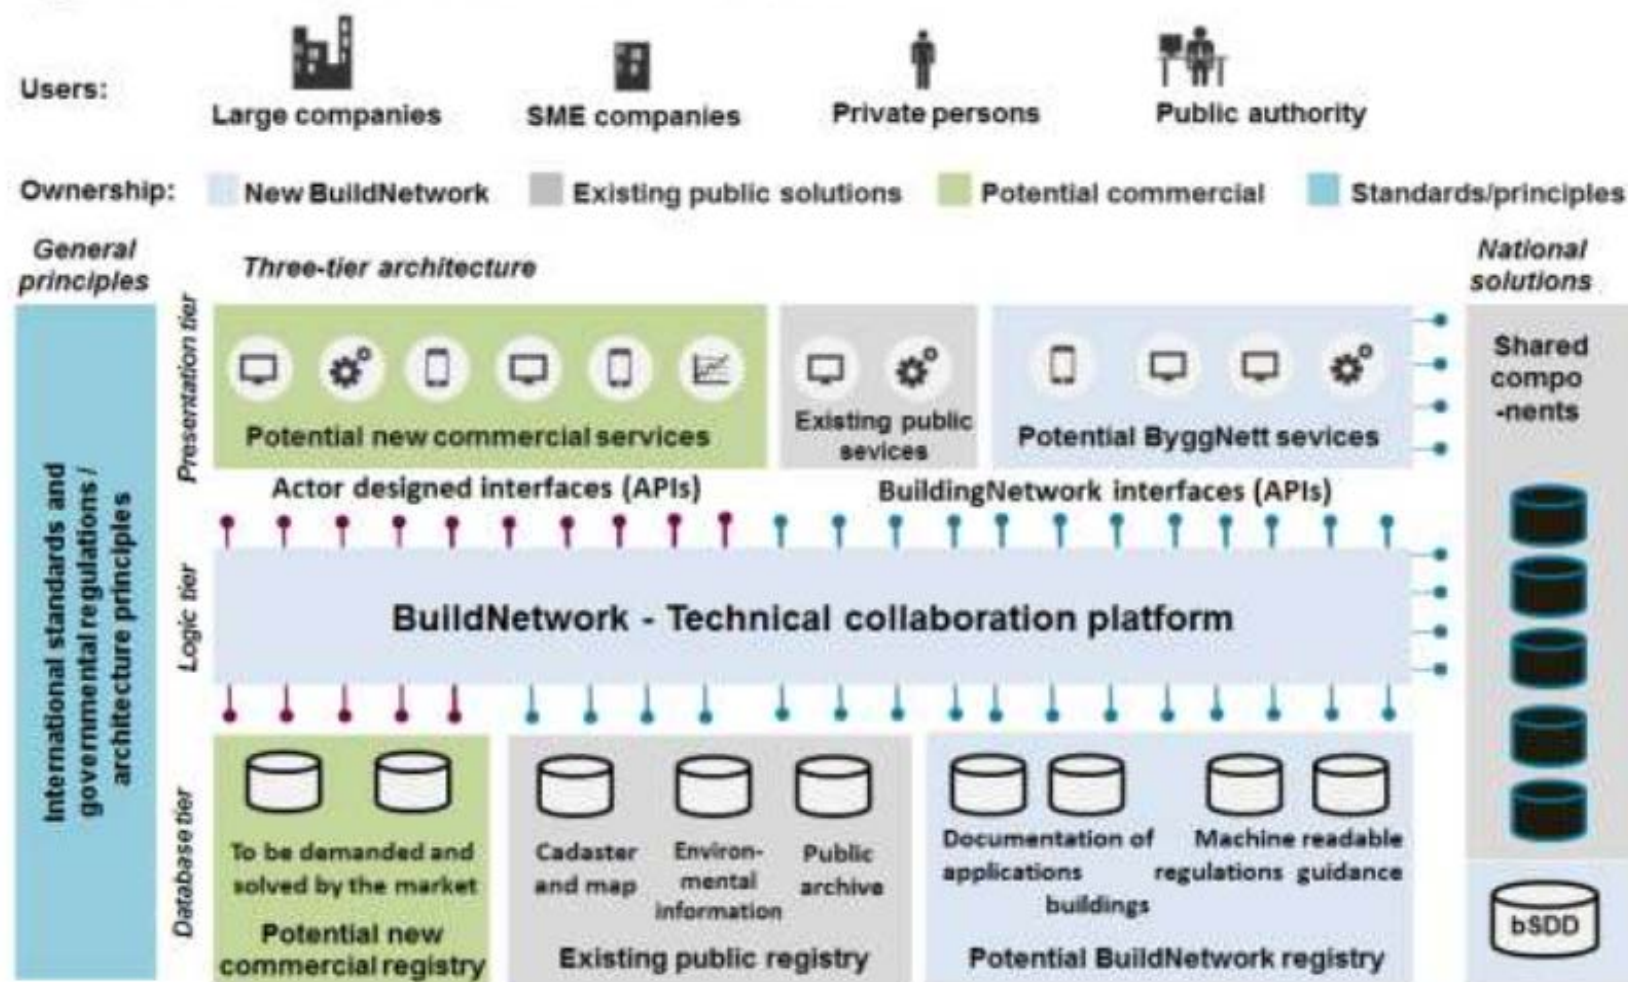 Users:
Large companies
SME companies
Private persons
Public authority
Ownership:
New BuildNetwork
Existing public solutions
Potential commercial
Standards/principles
General
principles
Three-tier architecture
National
solutions
International standards and
governmental regulations /
architecture principles
Presentation tier
Potential new commercial services
Existing public
sevices
Potential ByggNett sevices
Shared
compo
-nents
Actor designed interfaces (APIs)
BuildingNetwork interfaces (APIs)
Logic tier
BuildNetwork - Technical collaboration platform
Database tier
To be demanded and
solved by the market
Potential new
commercial registry
Cadaster
and map
Environ-
mental
information
Public
archive
Existing public registry
Documentation of
applications
buildings
Machine readable
regulations guidance
Potential BuildNetwork registry
bSDD